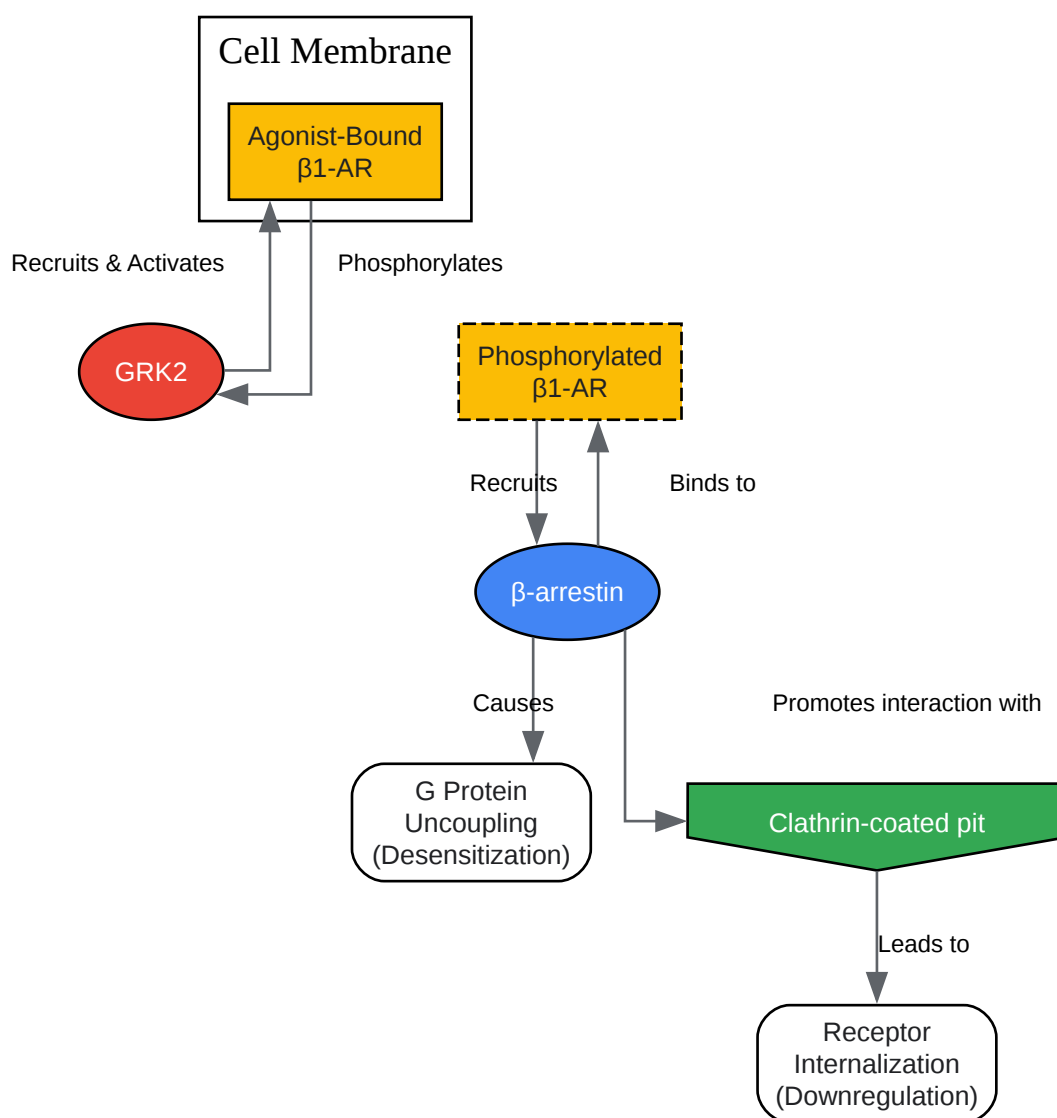 Cell Membrane
Agonist-Bound
β1-AR
Recruits & Activates
Phosphorylates
GRK2
Phosphorylated
β1-AR
Recruits
Binds to
β-arrestin
Causes
Promotes interaction with
G Protein
Uncoupling
(Desensitization)
Clathrin-coated pit
Leads to
Receptor
Internalization
(Downregulation)